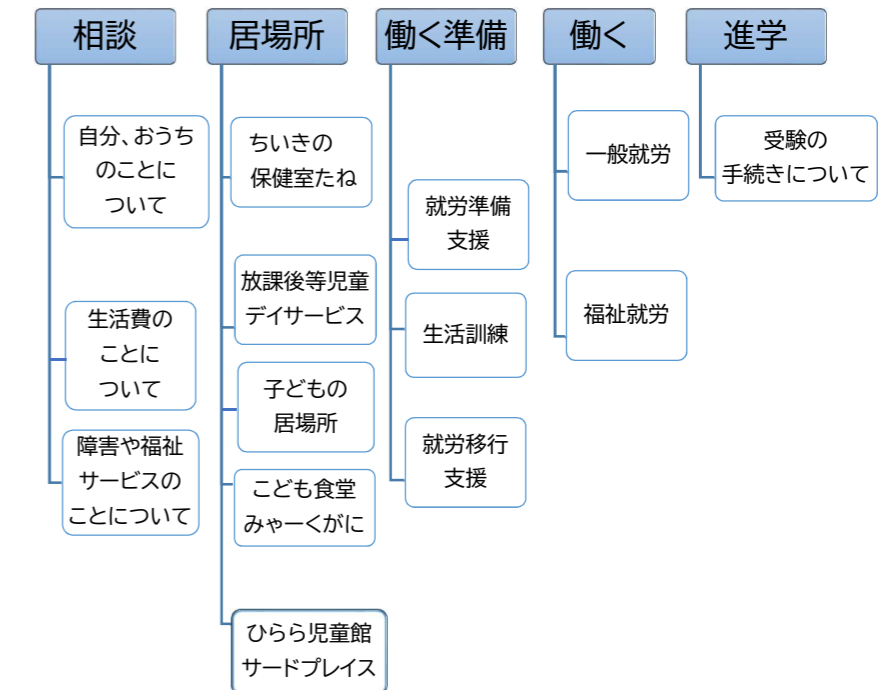 相談
自分、おうち
のことに
ついて
生活費の
ことに
ついて
障害や福祉
サービスの
ことについて
居場所
ちいきの
保健室たね
放課後等児童
デイサービス
子どもの
居場所
こども食堂
みゃーくがに
ひらら児童館
サードプレイス
働く準備
就労準備
支援
生活訓練
就労移行
支援
働く
一般就労
福祉就労
進学
受験の
手続きについて